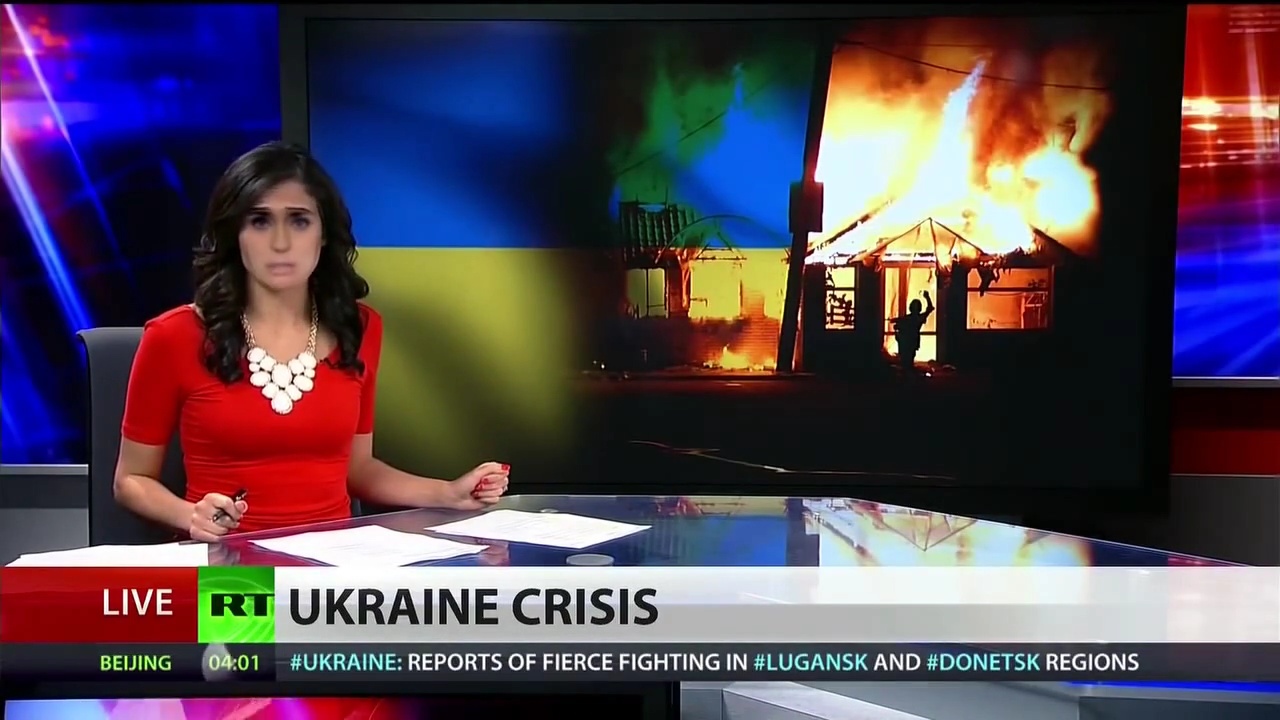 LIVE RT UKRAINE CRISIS
BEIJING 04:01 #UKRAINE: REPORTS OF FIERCE FIGHTING IN #LUGANSK AND #DONETSK REGIONS